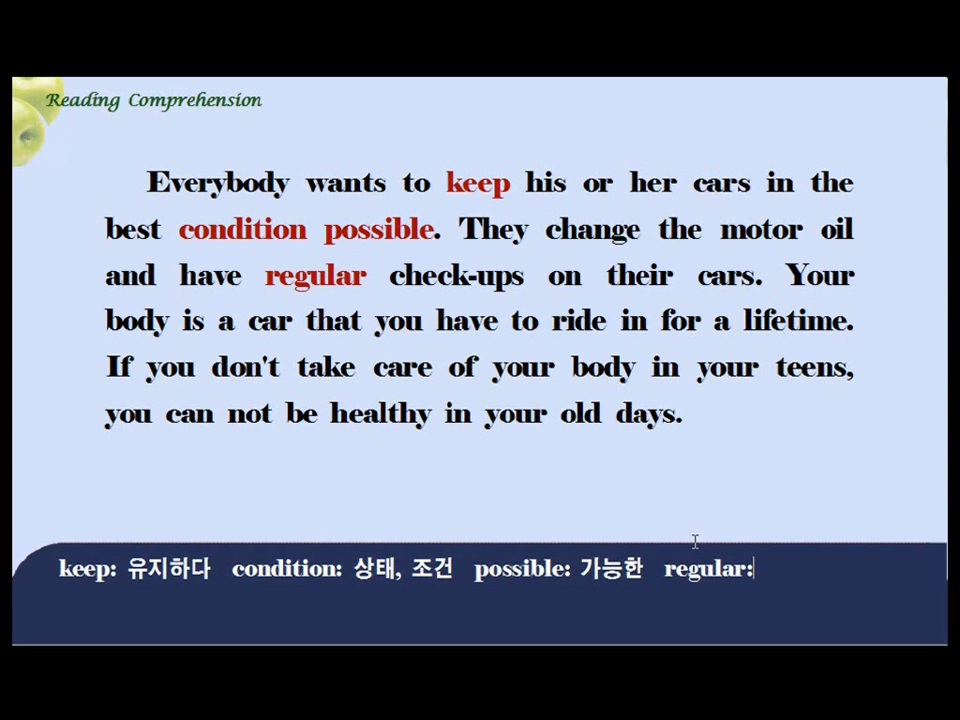 Reading Comprehension
Everybody wants to keep his or her cars in the
best condition possible. They change the motor oil
and have regular check-ups on their cars. Your
body is a car that you have to ride in for a lifetime.
If you don't take care of your body in your teens,
you can not be healthy in your old days.
keep: 유지하다 condition: 상태, 조건 possible: 가능한 regular: